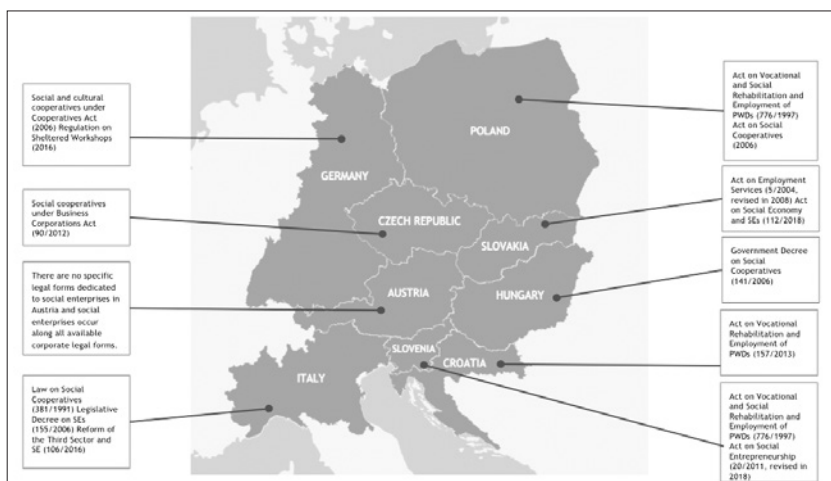 Social and cultural
cooperatives under
Cooperatives Act
(2006) Regulation on
Sheltered Workshops
(2016)
Social cooperatives
under Business
Corporations Act
(90/2012)
There are no specific
legal forms dedicated
to social enterprises in
Austria and social
enterprises occur
along all available
corporate legal forms.
Law on Social
Cooperatives
(381/1991) Legislative
Decree on SEs
(155/2006) Reform of
the Third Sector and
SE (106/2016)
POLAND
GERMANY
CZECH REPUBLIC
SLOVAKIA
AUSTRIA
HUNGARY
SLOVENIA
CROATIA
ITALY
Act on Vocational
and Social
Rehabilitation and
Employment of
PWDs (776/1997)
Act on Social
Cooperatives
(2006)
Act on Employment
Services (5/2004,
revised in 2008) Act
on Social Economy
and SEs (112/2018)
Government Decree
on Social
Cooperatives
(141/2006)
Act on Vocational
Rehabilitation and
Employment of
PWDs (157/2013)
Act on Vocational
and Social
Rehabilitation and
Employment of
PWDs (776/1997)
Act on Social
Entrepreneurship
(20/2011, revised in
2018)